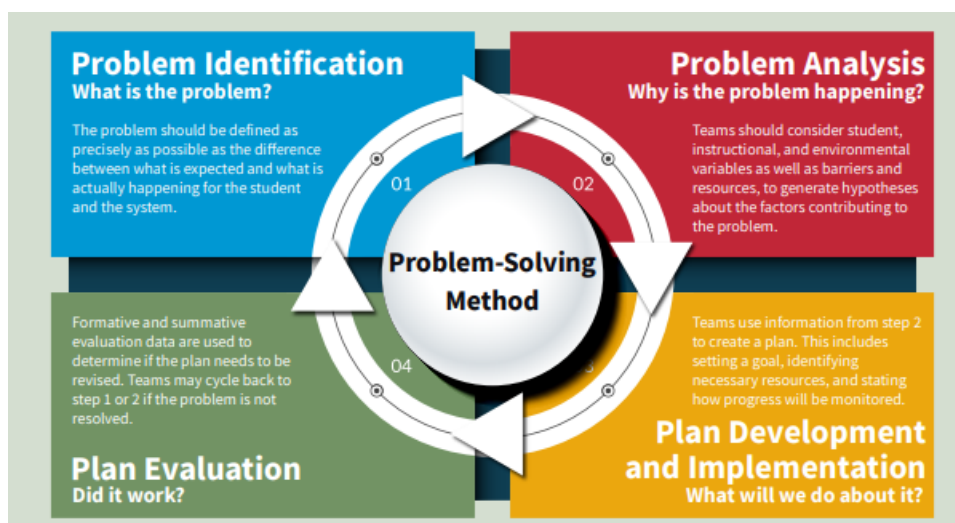 Problem Identification
What is the problem?
The problem should be defined as
precisely as possible as the difference
between what is expected and what is
actually happening for the student
and the system.
01
Problem Analysis
Why is the problem happening?
Teams should consider student,
instructional, and environmental
variables as well as barriers and
resources, to generate hypotheses
about the factors contributing to
the problem.
02
Problem-Solving
Method
Teams use information from step 2
to create a plan. This includes
setting a goal, identifying
necessary resources, and stating
how progress will be monitored.
Plan Development
and Implementation
What will we do about it?
3
Formative and summative
evaluation data are used to
determine if the plan needs to be
revised. Teams may cycle back to
step 1 or 2 if the problem is not
resolved.
04
Plan Evaluation
Did it work?